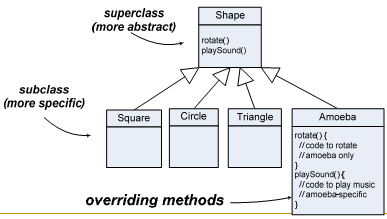 superclass
(more abstract)
Shape
rotate()
playSound()
subclass
(more specific)
Square
Circle
Triangle
Amoeba
rotate() {
//code to rotate
//amoeba only
}
playSound(){
//code to play music
//amoeba-specific
}
overriding methods